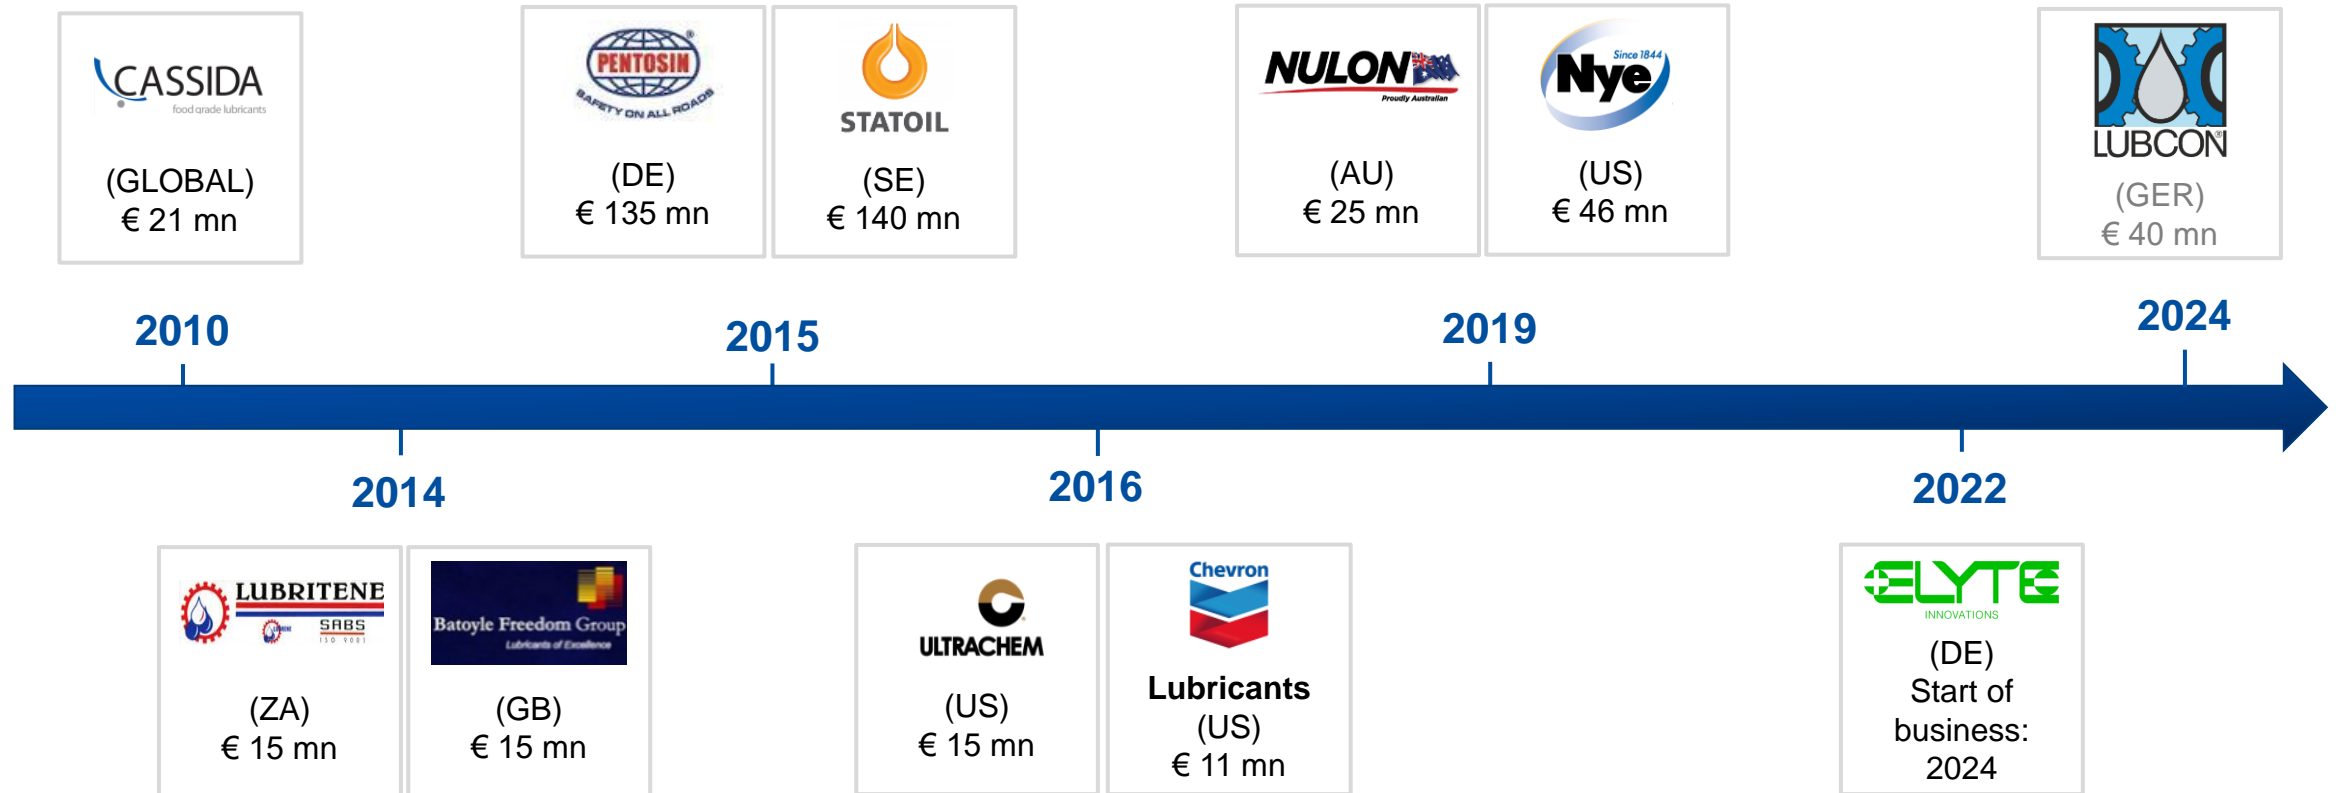 CASSIDA
food grade lubricants
(GLOBAL)
€ 21 mn
PENTOSIN®
SAFETY ON ALL ROADS
(DE)
€ 135 mn
STATOIL
(SE)
€ 140 mn
NULON
Proudly Australian
(AU)
€ 25 mn
Since 1844
Nye
(US)
€ 46 mn
LUBCON®
(GER)
€ 40 mn
2010
2015
2019
2024
2014
2016
2022
LUBRITENE
SABS
ISO 9001
(ZA)
€ 15 mn
Batoyle Freedom Group
Lubricants of Excellence
(GB)
€ 15 mn
ULTRACHEM
(US)
€ 15 mn
Chevron
Lubricants
(US)
€ 11 mn
ELYTE
INNOVATIONS
(DE)
Start of
business:
2024